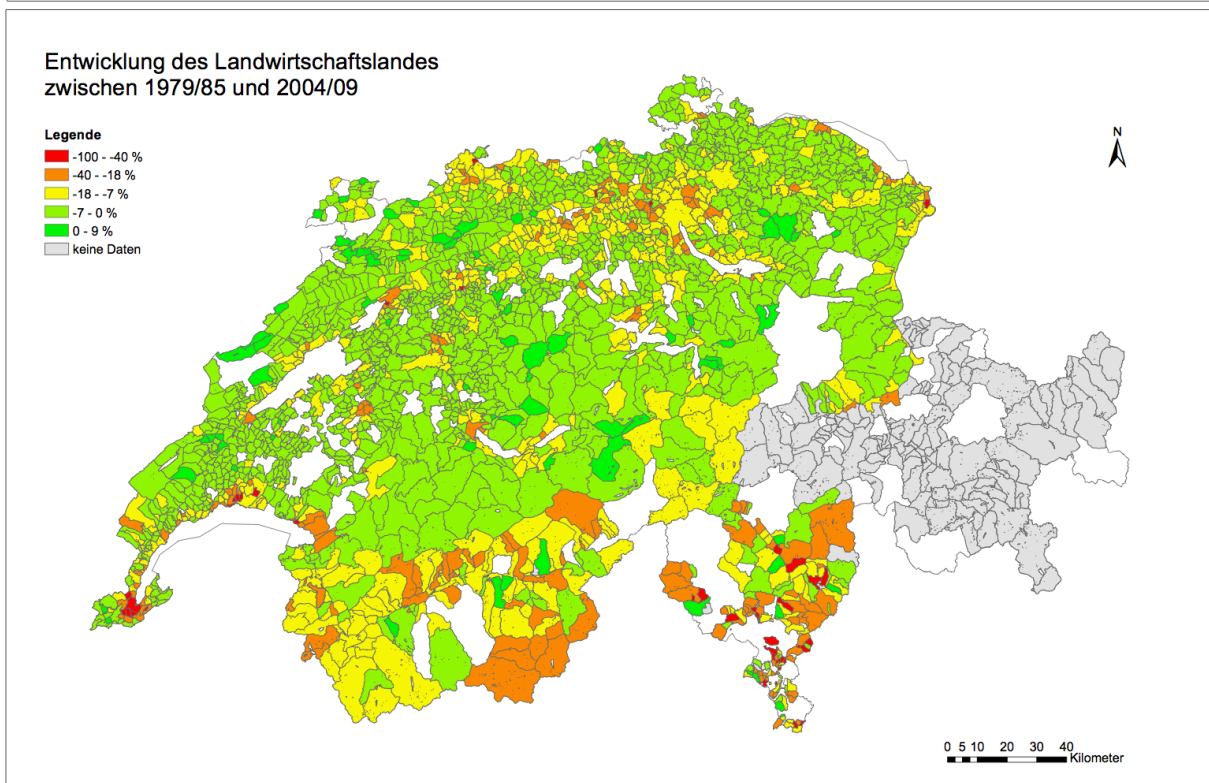 Entwicklung des Landwirtschaftslandes
zwischen 1979/85 und 2004/09
Legende
-100 - -40 %
-40 - -18 %
-18 - -7 %
-7 - 0 %
0 - 9 %
keine Daten
N
0 5 10 20 30 40
Kilometer